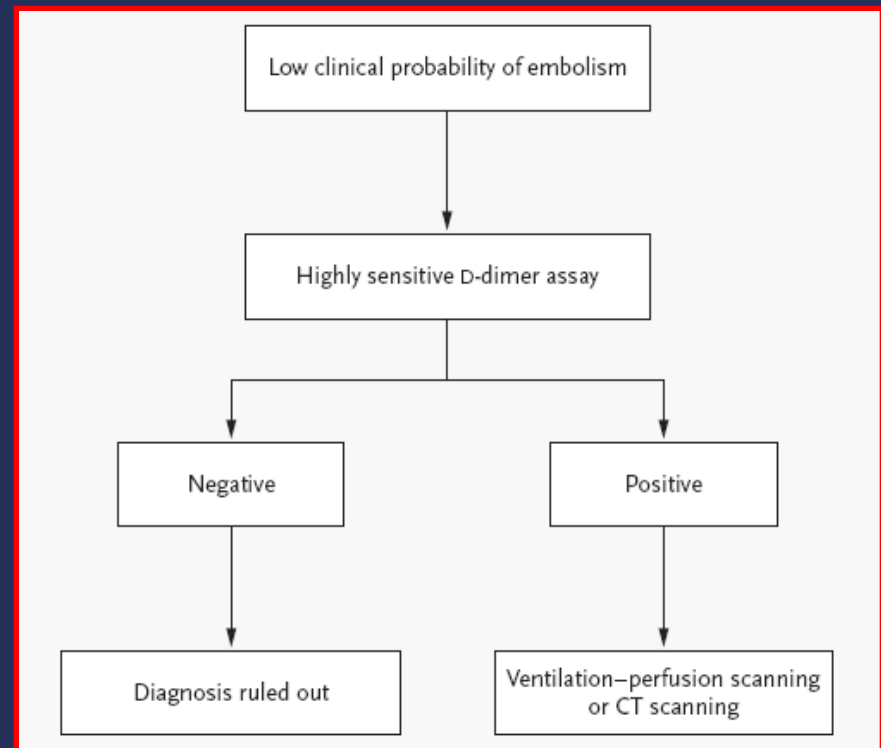 Low clinical probability of embolism
Highly sensitive D-dimer assay
Negative
Positive
Diagnosis ruled out
Ventilation–perfusion scanning
or CT scanning